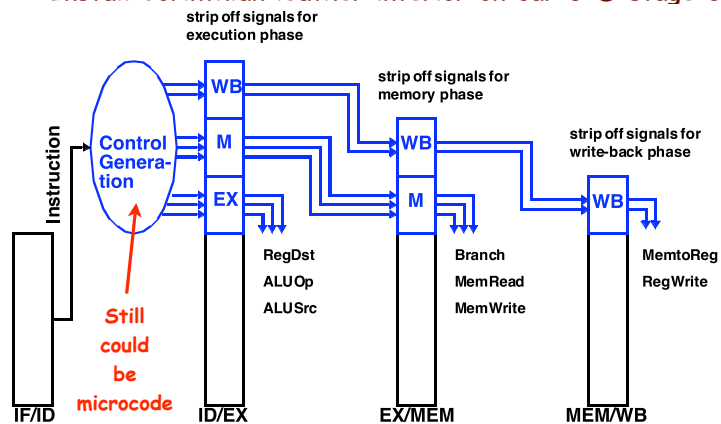 strip off signals for
execution phase
strip off signals for
memory phase
strip off signals for
write-back phase
Instruction
Control
Genera-
tion
WB
M
EX
WB
M
WB
RegDst
ALUOp
ALUSrc
Branch
MemRead
MemWrite
MemtoReg
RegWrite
Still
could
be
microcode
IF/ID
ID/EX
EX/MEM
MEM/WB